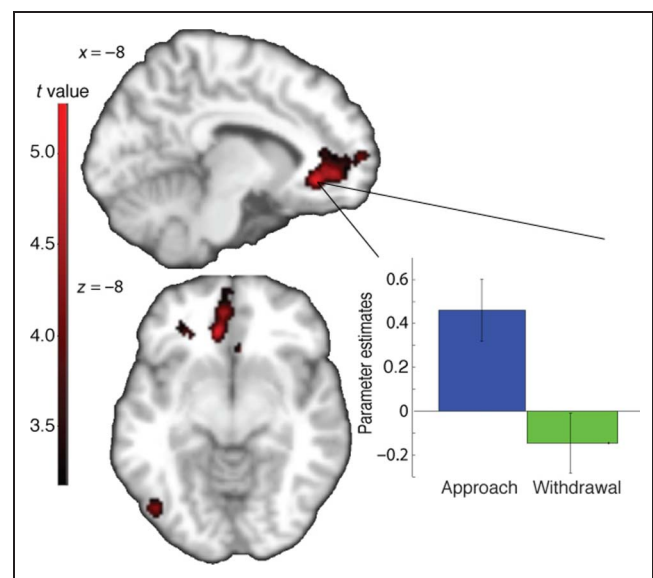 x = −8
t value
5.0
4.5
4.0
3.5
z = −8
Parameter estimates
0.6
0.4
0.2
0
−0.2
Approach Withdrawal